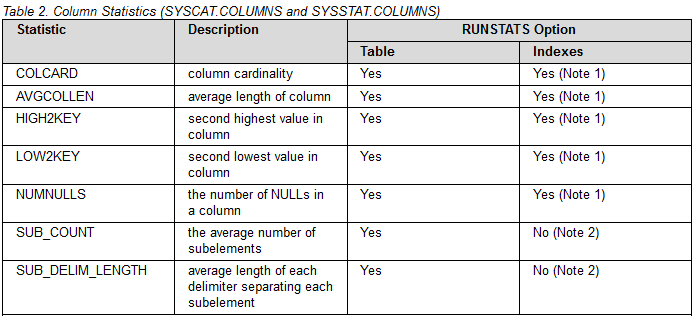 Table 2. Column Statistics (SYSCAT.COLUMNS and SYSSTAT.COLUMNS)
Statistic Description RUNSTATS Option
Table Indexes
COLCARD column cardinality Yes Yes (Note 1)
AVGCOLLEN average length of column Yes Yes (Note 1)
HIGH2KEY second highest value in Yes Yes (Note 1)
column
LOW2KEY second lowest value in Yes Yes (Note 1)
column
NUMNULLS the number of NULLs in Yes Yes (Note 1)
a column
SUB_COUNT the average number of Yes No (Note 2)
subelements
SUB_DELIM_LENGTH average length of each Yes No (Note 2)
delimiter separating each
subelement